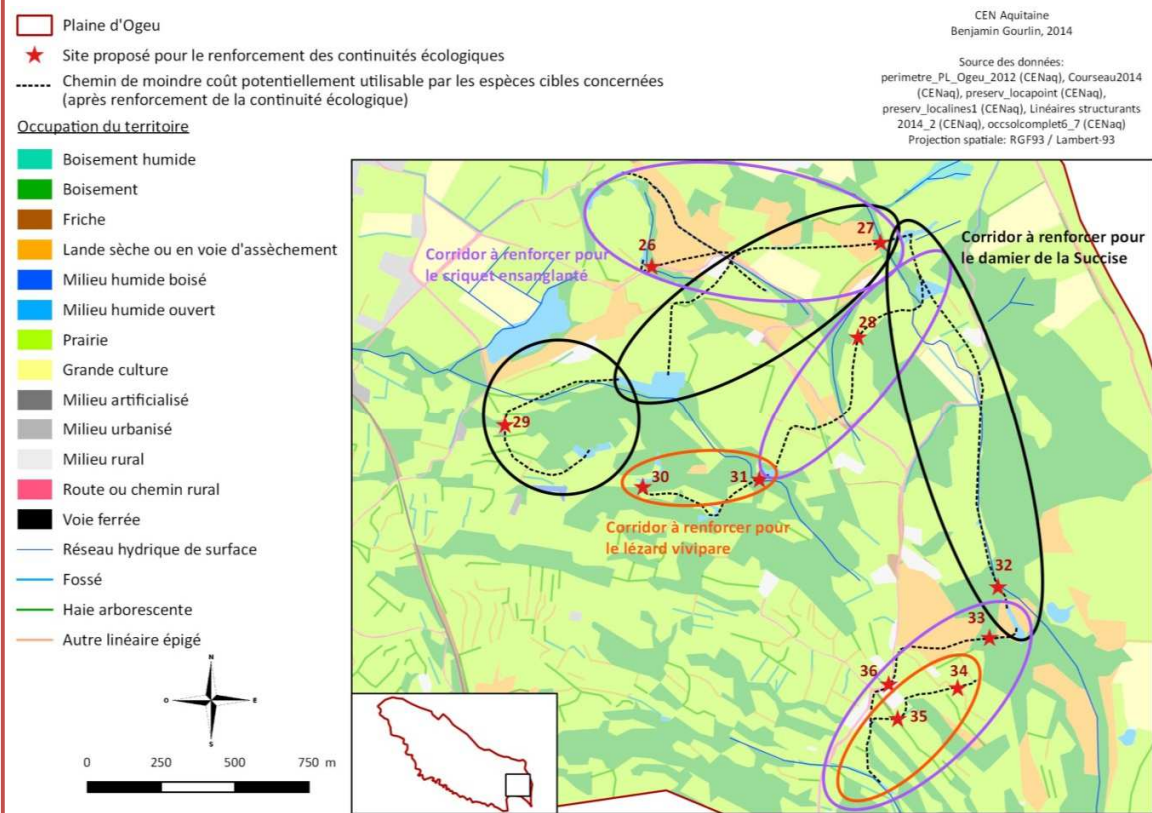 Plaine d'Ogeu
Site proposé pour le renforcement des continuités écologiques
Chemin de moindre coût potentiellement utilisable par les espèces cibles concernées
(après renforcement de la continuité écologique)
Occupation du territoire
Boisement humide
Boisement
Friche
Lande sèche ou en voie d'assèchement
Milieu humide boisé
Milieu humide ouvert
Prairie
Grande culture
Milieu artificialisé
Milieu urbanisé
Milieu rural
Route ou chemin rural
Voie ferrée
Réseau hydrique de surface
Fossé
Haie arborescente
Autre linéaire épigé
N
O
E
S
0 250 500 750 m
CEN Aquitaine
Benjamin Gourlin, 2014
Source des données:
perimetre_PL_Ogeu_2012 (CENaq), Courseau2014
(CENaq), preserv_locapoint (CENaq),
preserv_localines1 (CENaq), Linéaires structurants
2014_2 (CENaq), occsolcomplet6_7 (CENaq)
Projection spatiale: RGF93 / Lambert-93
Corridor à renforcer pour
le criquet ensanglanté
26
27
Corridor à renforcer pour
le damier de la Succise
28
29
30
31
Corridor à renforcer pour
le lézard vivipare
32
33
36
34
35